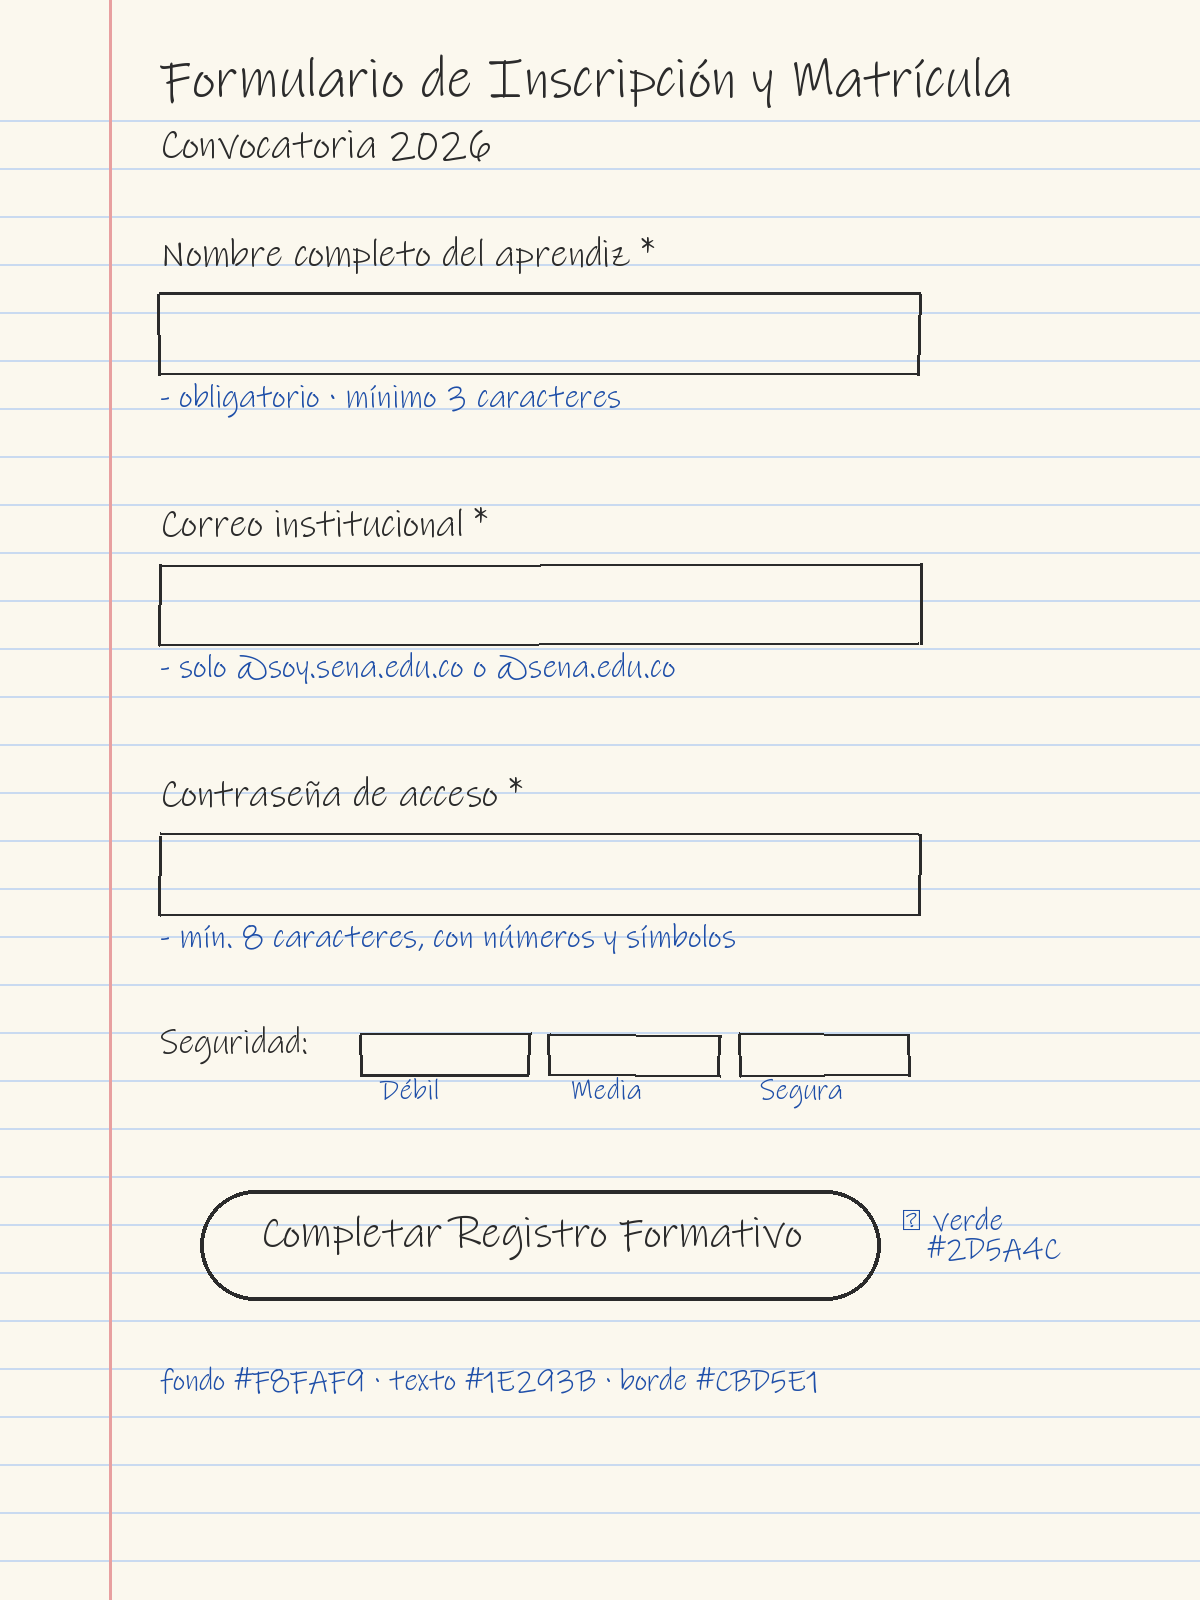 Formulario de Inscripción y Matrícula
Convocatoria 2026
Nombre completo del aprendiz *
- obligatorio · mínimo 3 caracteres
Correo institucional *
- solo @soy.sena.edu.co o @sena.edu.co
Contraseña de acceso *
- mín. 8 caracteres, con números y símbolos
Seguridad:
Débil Media Segura
Completar Registro Formativo
verde
#2D5A4C
fondo #F8FAF9 · texto #1E293B · borde #CBD5E1